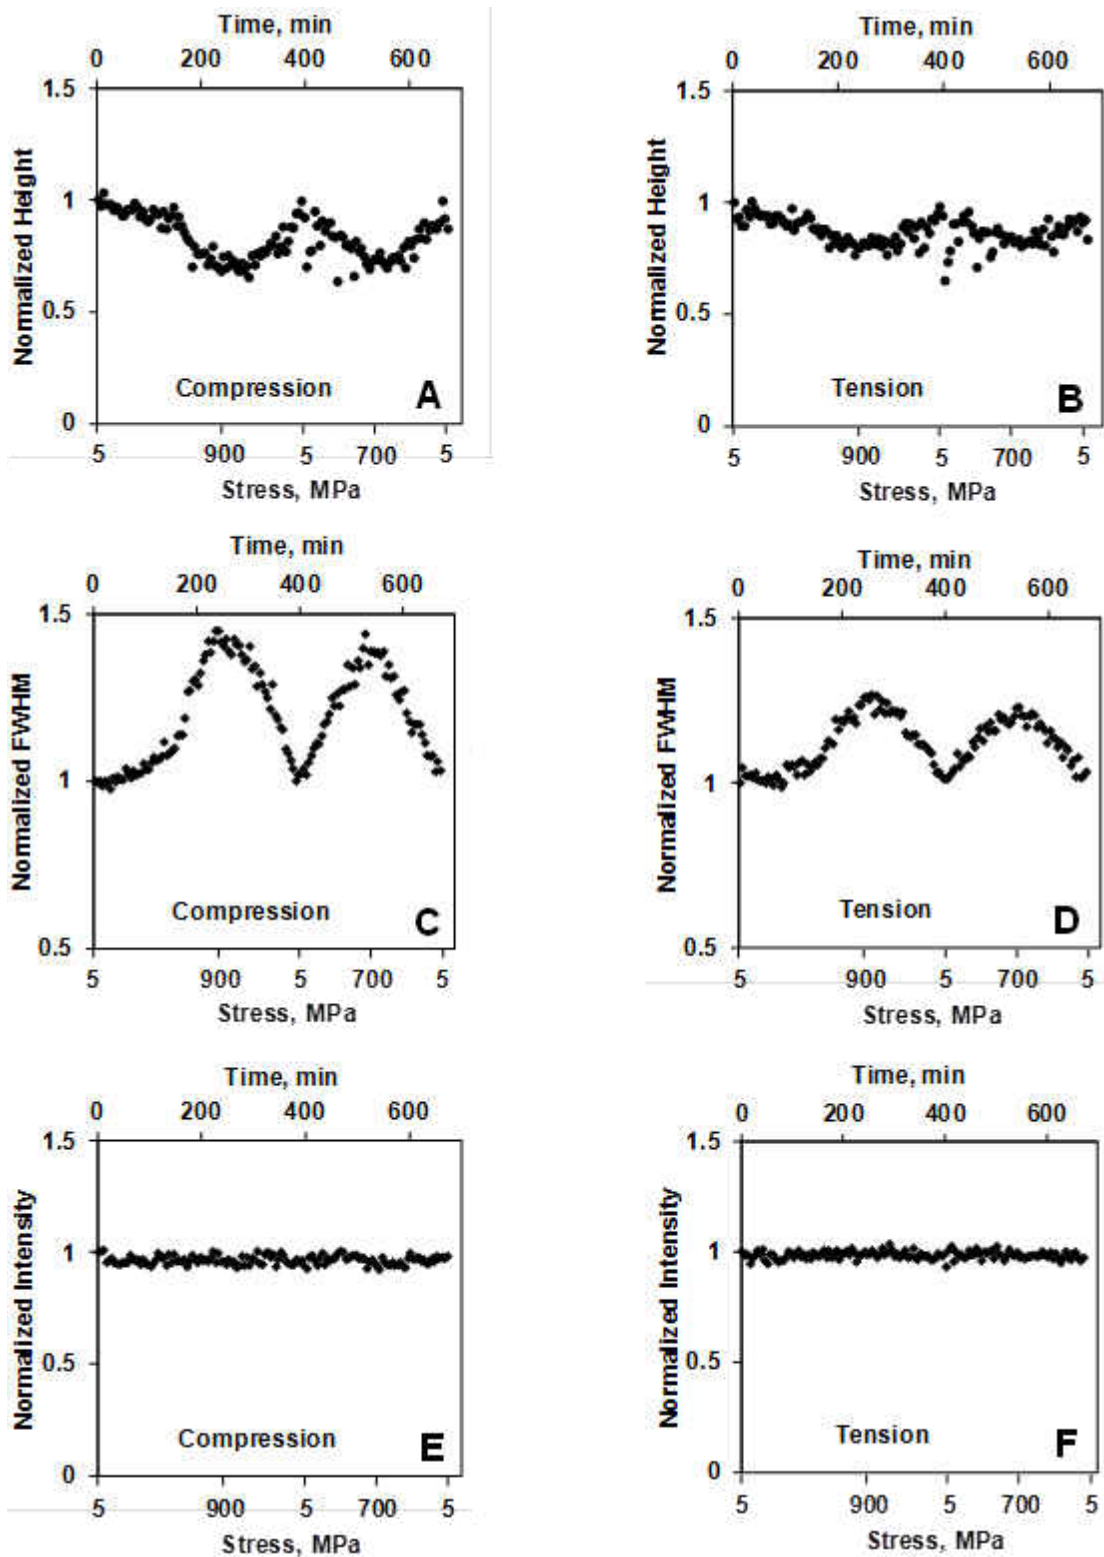 Time, min
0 200 400 600
1.5
1
0.5
0
Normalized Height
Compression
A
5 900 5 700 5
Stress, MPa
Time, min
0 200 400 600
1.5
1
0.5
0
Normalized Height
Tension
B
5 900 5 700 5
Stress, MPa
Time, min
0 200 400 600
1.5
1
0.5
Normalized FWHM
Compression
C
5 900 5 700 5
Stress, MPa
Time, min
0 200 400 600
1.5
1
0.5
Normalized FWHM
Tension
D
5 900 5 700 5
Stress, MPa
Time, min
0 200 400 600
1.5
1
0.5
0
Normalized Intensity
Compression
E
5 900 5 700 5
Stress, MPa
Time, min
0 200 400 600
1.5
1
0.5
0
Normalized Intensity
Tension
F
5 900 5 700 5
Stress, MPa